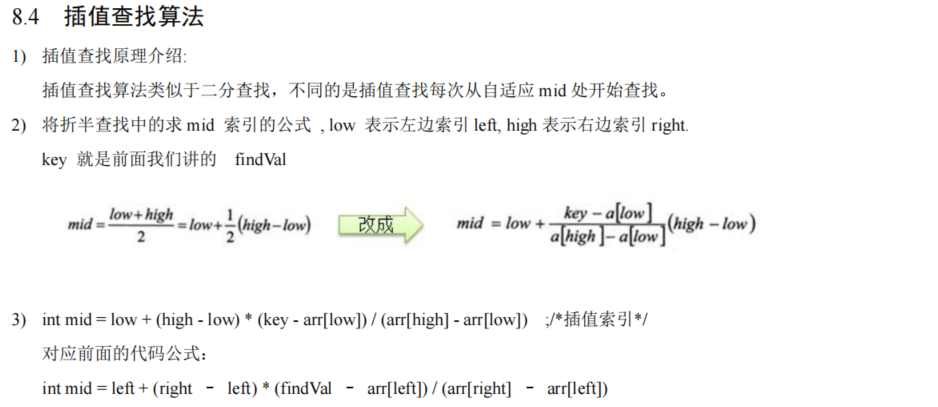 8.4 插值查找算法
1) 插值查找原理介绍:
插值查找算法类似于二分查找，不同的是插值查找每次从自适应 mid 处开始查找。
2) 将折半查找中的求 mid 索引的公式 , low 表示左边索引 left, high 表示右边索引 right.
key 就是前面我们讲的 findVal
mid = \frac{low+high}{2} = low + \frac{1}{2}(high−low) 改成 mid = low + \frac{key − a[low]}{a[high] − a[low]}(high − low)
3) int mid = low + (high - low) * (key - arr[low]) / (arr[high] - arr[low]) ;/*插值索引*/
对应前面的代码公式：
int mid = left + (right – left) * (findVal – arr[left]) / (arr[right] – arr[left])